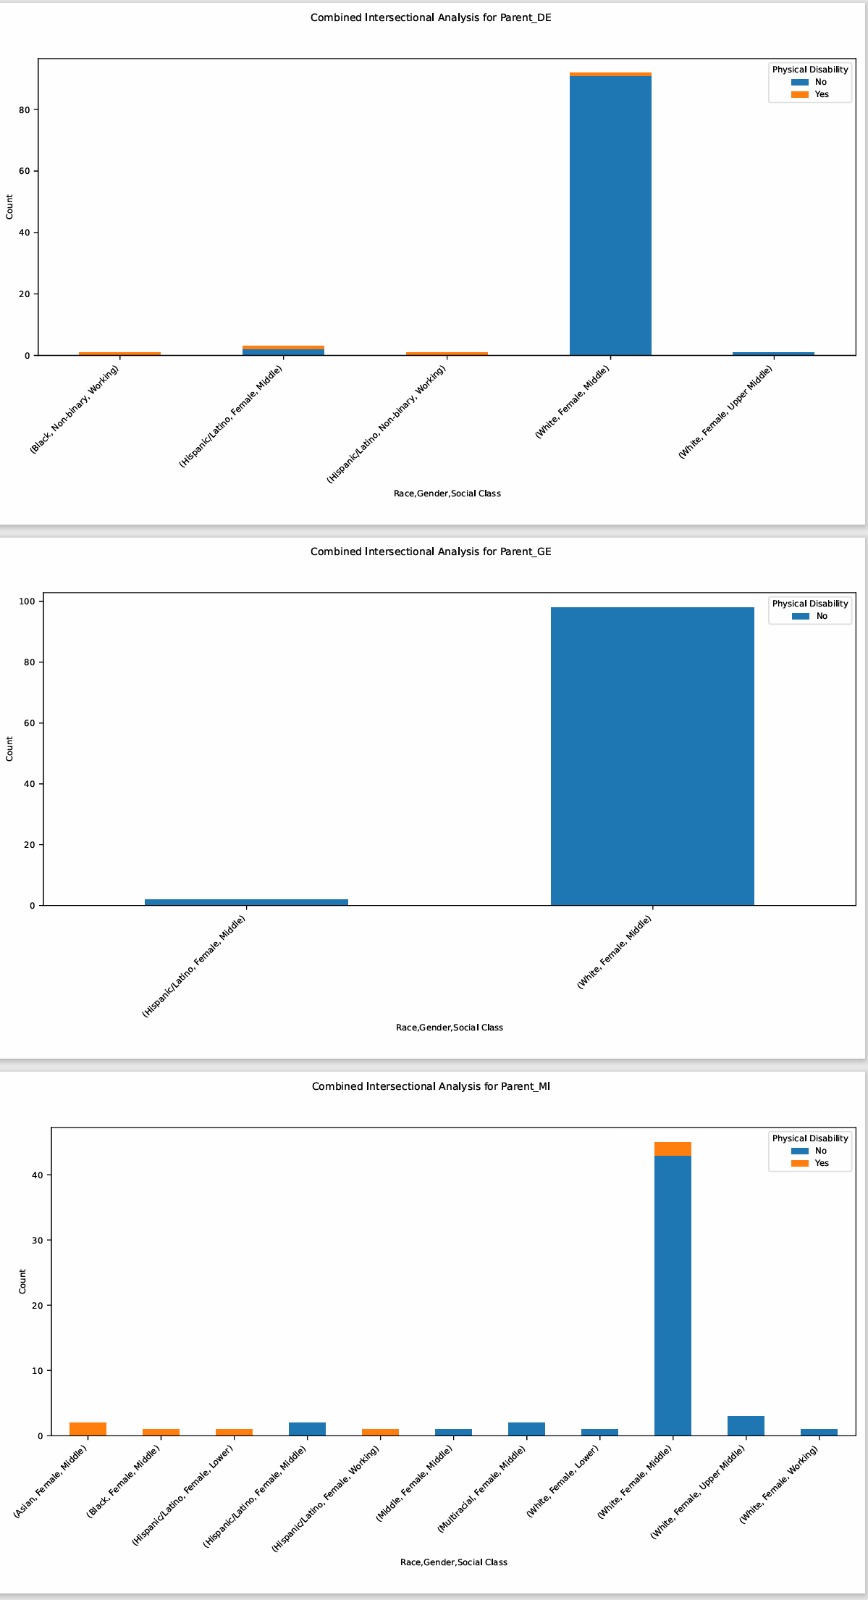 Combined Intersectional Analysis for Parent_DE
Physical Disability
No
Yes
80
60
40
20
0
Count
(Black, Non-binary, Working)
(Hispanic/Latino, Female, Middle)
(Hispanic/Latino, Non-binary, Working)
(White, Female, Middle)
(White, Female, Upper Middle)
Race,Gender,Social Class
Combined Intersectional Analysis for Parent_GE
Physical Disability
No
100
80
60
40
20
0
Count
(Hispanic/Latino, Female, Middle)
(White, Female, Middle)
Race,Gender,Social Class
Combined Intersectional Analysis for Parent_MI
Physical Disability
No
Yes
40
30
20
10
0
Count
(Asian, Female, Middle)
(Black, Female, Middle)
(Hispanic/Latino, Female, Lower)
(Hispanic/Latino, Female, Middle)
(Hispanic/Latino, Female, Working)
(Middle, Female, Middle)
(Multiracial, Female, Middle)
(White, Female, Lower)
(White, Female, Middle)
(White, Female, Upper Middle)
(White, Female, Working)
Race,Gender,Social Class